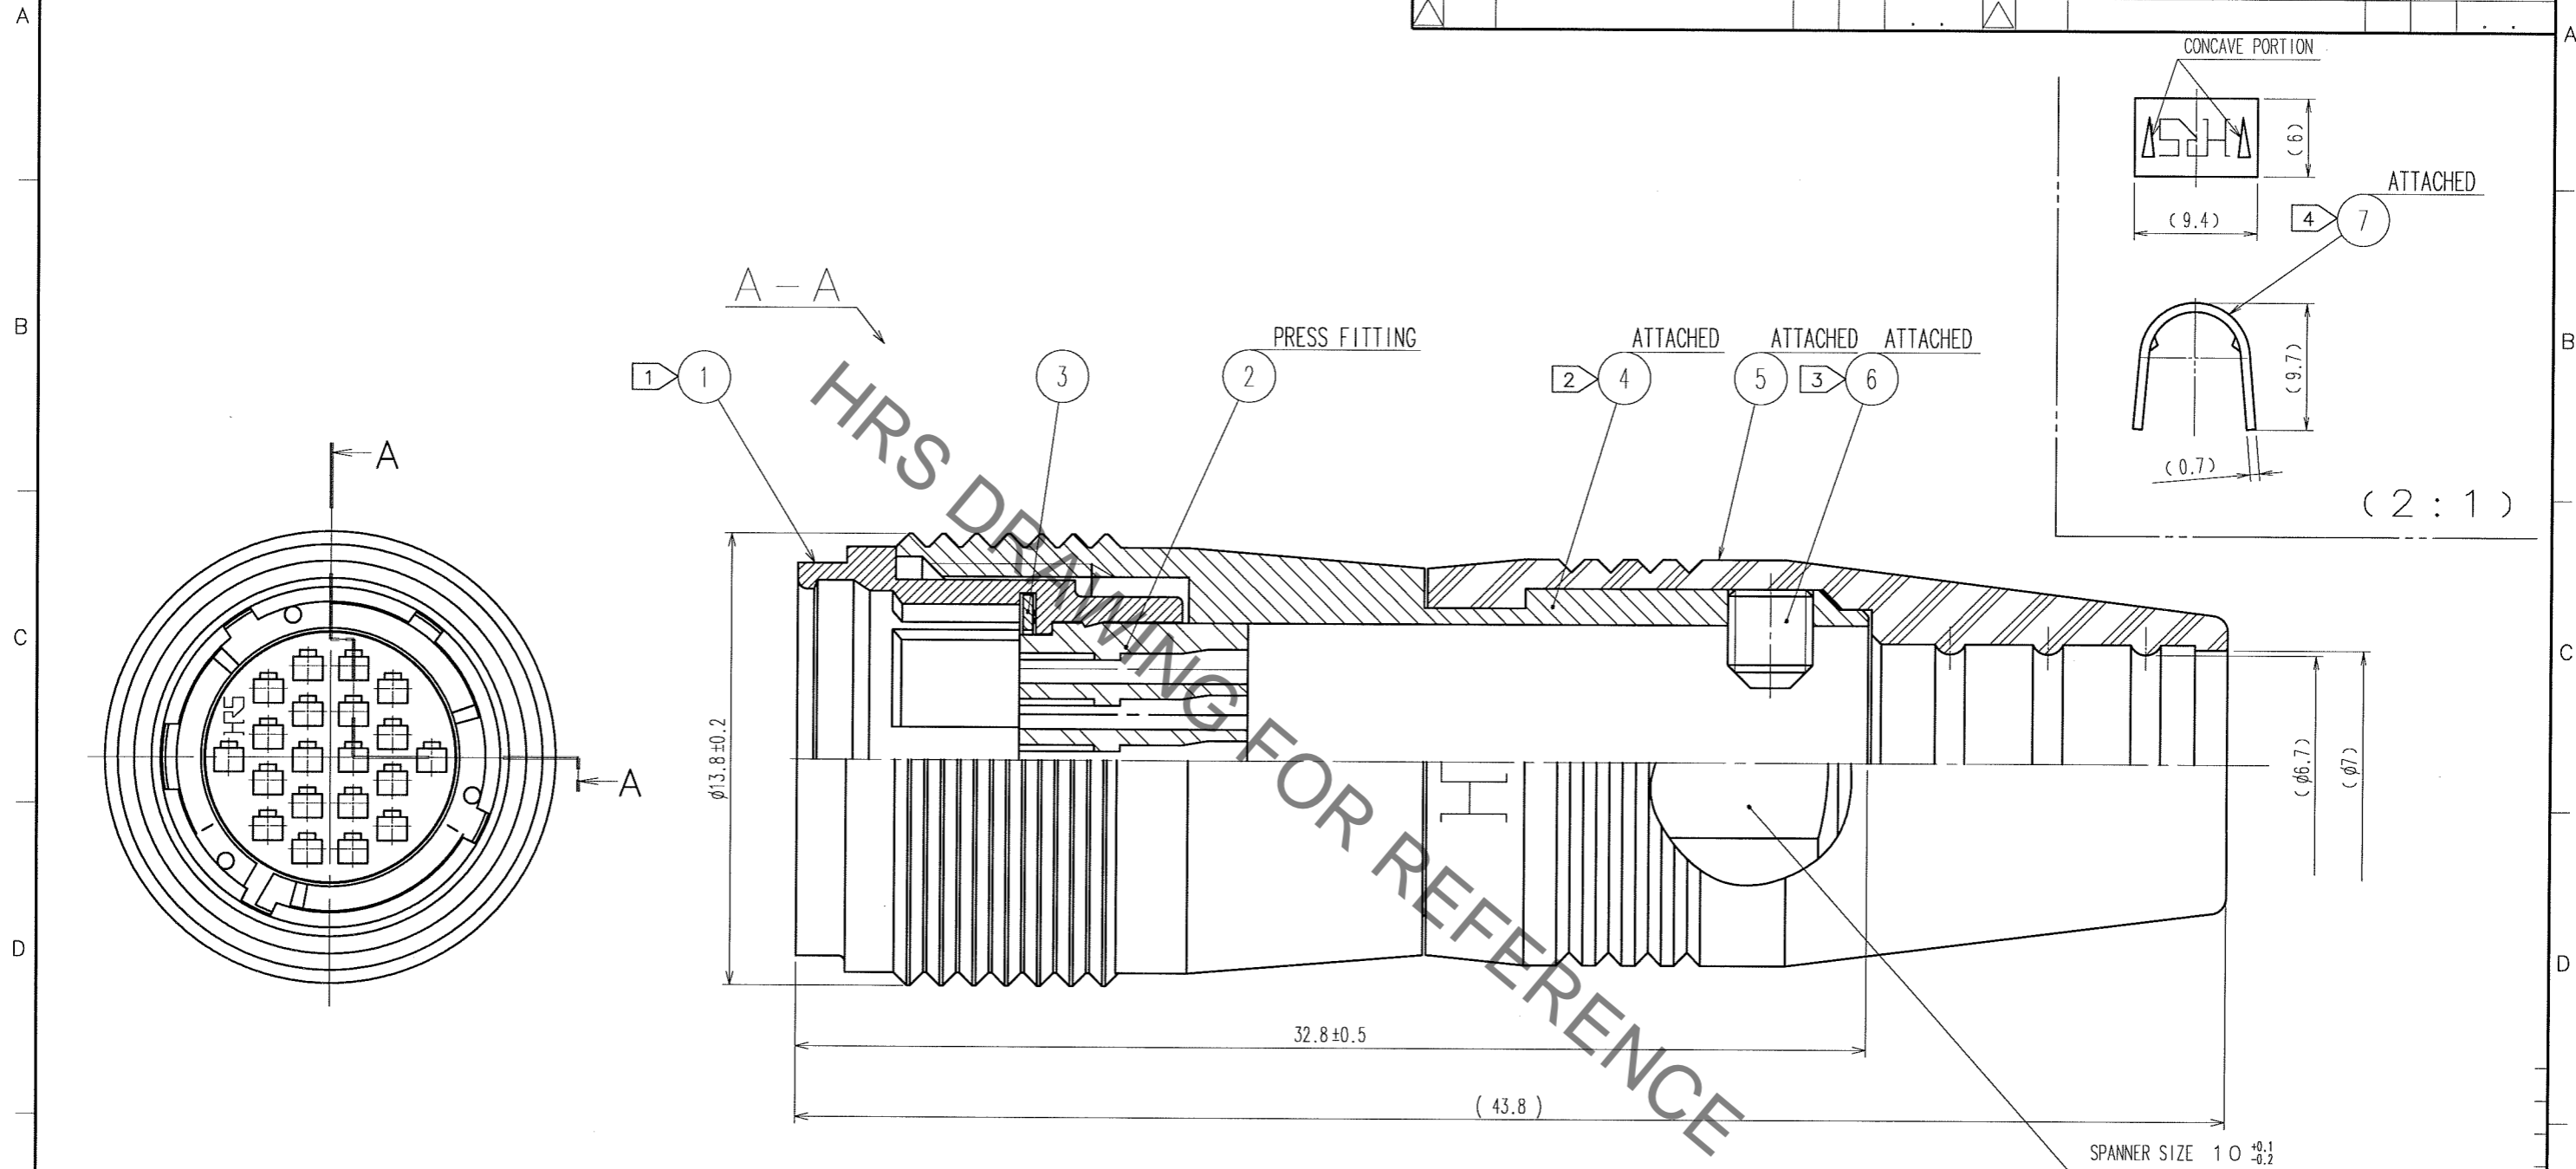 A
A
CONCAVE PORTION
HRS
(6)
(9.4)
ATTACHED
4 7
(9.7)
(0.7)
(2:1)
A-A
B
B
1 1
3
2 PRESS FITTING
2 4 ATTACHED
5 ATTACHED
3 6 ATTACHED
A
A
HRS
C
C
φ13.8±0.2
H
(φ6.7)
(φ7)
HRS DRAWING FOR REFERENCE
D
D
32.8±0.5
(43.8)
SPANNER SIZE 10 +0.1 -0.2